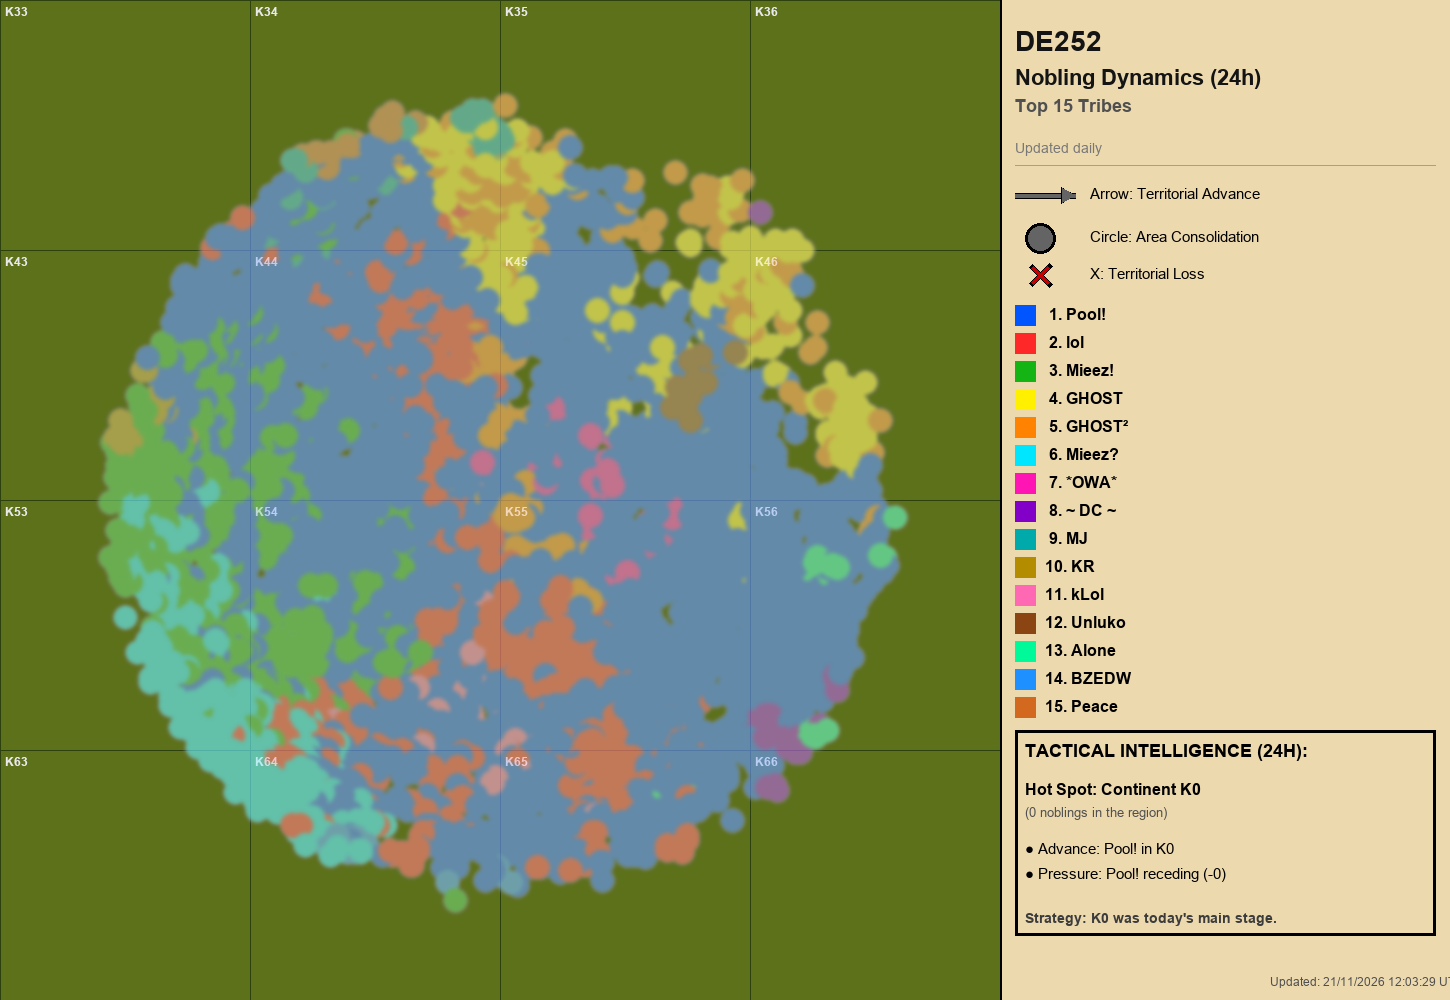 K33
K34
K35
K36
K43
K44
K45
K46
K53
K54
K55
K56
K63
K64
K65
K66
DE252
Nobling Dynamics (24h)
Top 15 Tribes
Updated daily
Arrow: Territorial Advance
Circle: Area Consolidation
X: Territorial Loss
1. Pool!
2. lol
3. Mieez!
4. GHOST
5. GHOST²
6. Mieez?
7. *OWA*
8. ~ DC ~
9. MJ
10. KR
11. kLol
12. Unluko
13. Alone
14. BZEDW
15. Peace
TACTICAL INTELLIGENCE (24H):
Hot Spot: Continent K0
(0 noblings in the region)
● Advance: Pool! in K0
● Pressure: Pool! receding (-0)
Strategy: K0 was today's main stage.
Updated: 21/11/2026 12:03:29